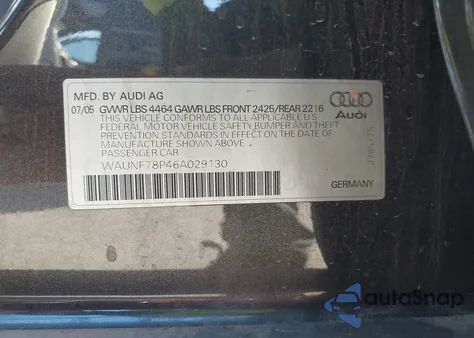 MFD. BY AUDI AG
07/05 GVWR LBS 4464 GAWR LBS FRONT 2425/REAR 2216
THIS VEHICLE CONFORMS TO ALL APPLICABLE U.S
FEDERAL MOTOR VEHICLE SAFETY BUMPER AND THEFT
PREVENTION STANDARDS IN EFFECT ON THE DATE OF
MANUFACTURE SHOWN ABOVE.
PASSENGER CAR
WAUNF78P46A029130
GERMANY
Audi
autoSnap